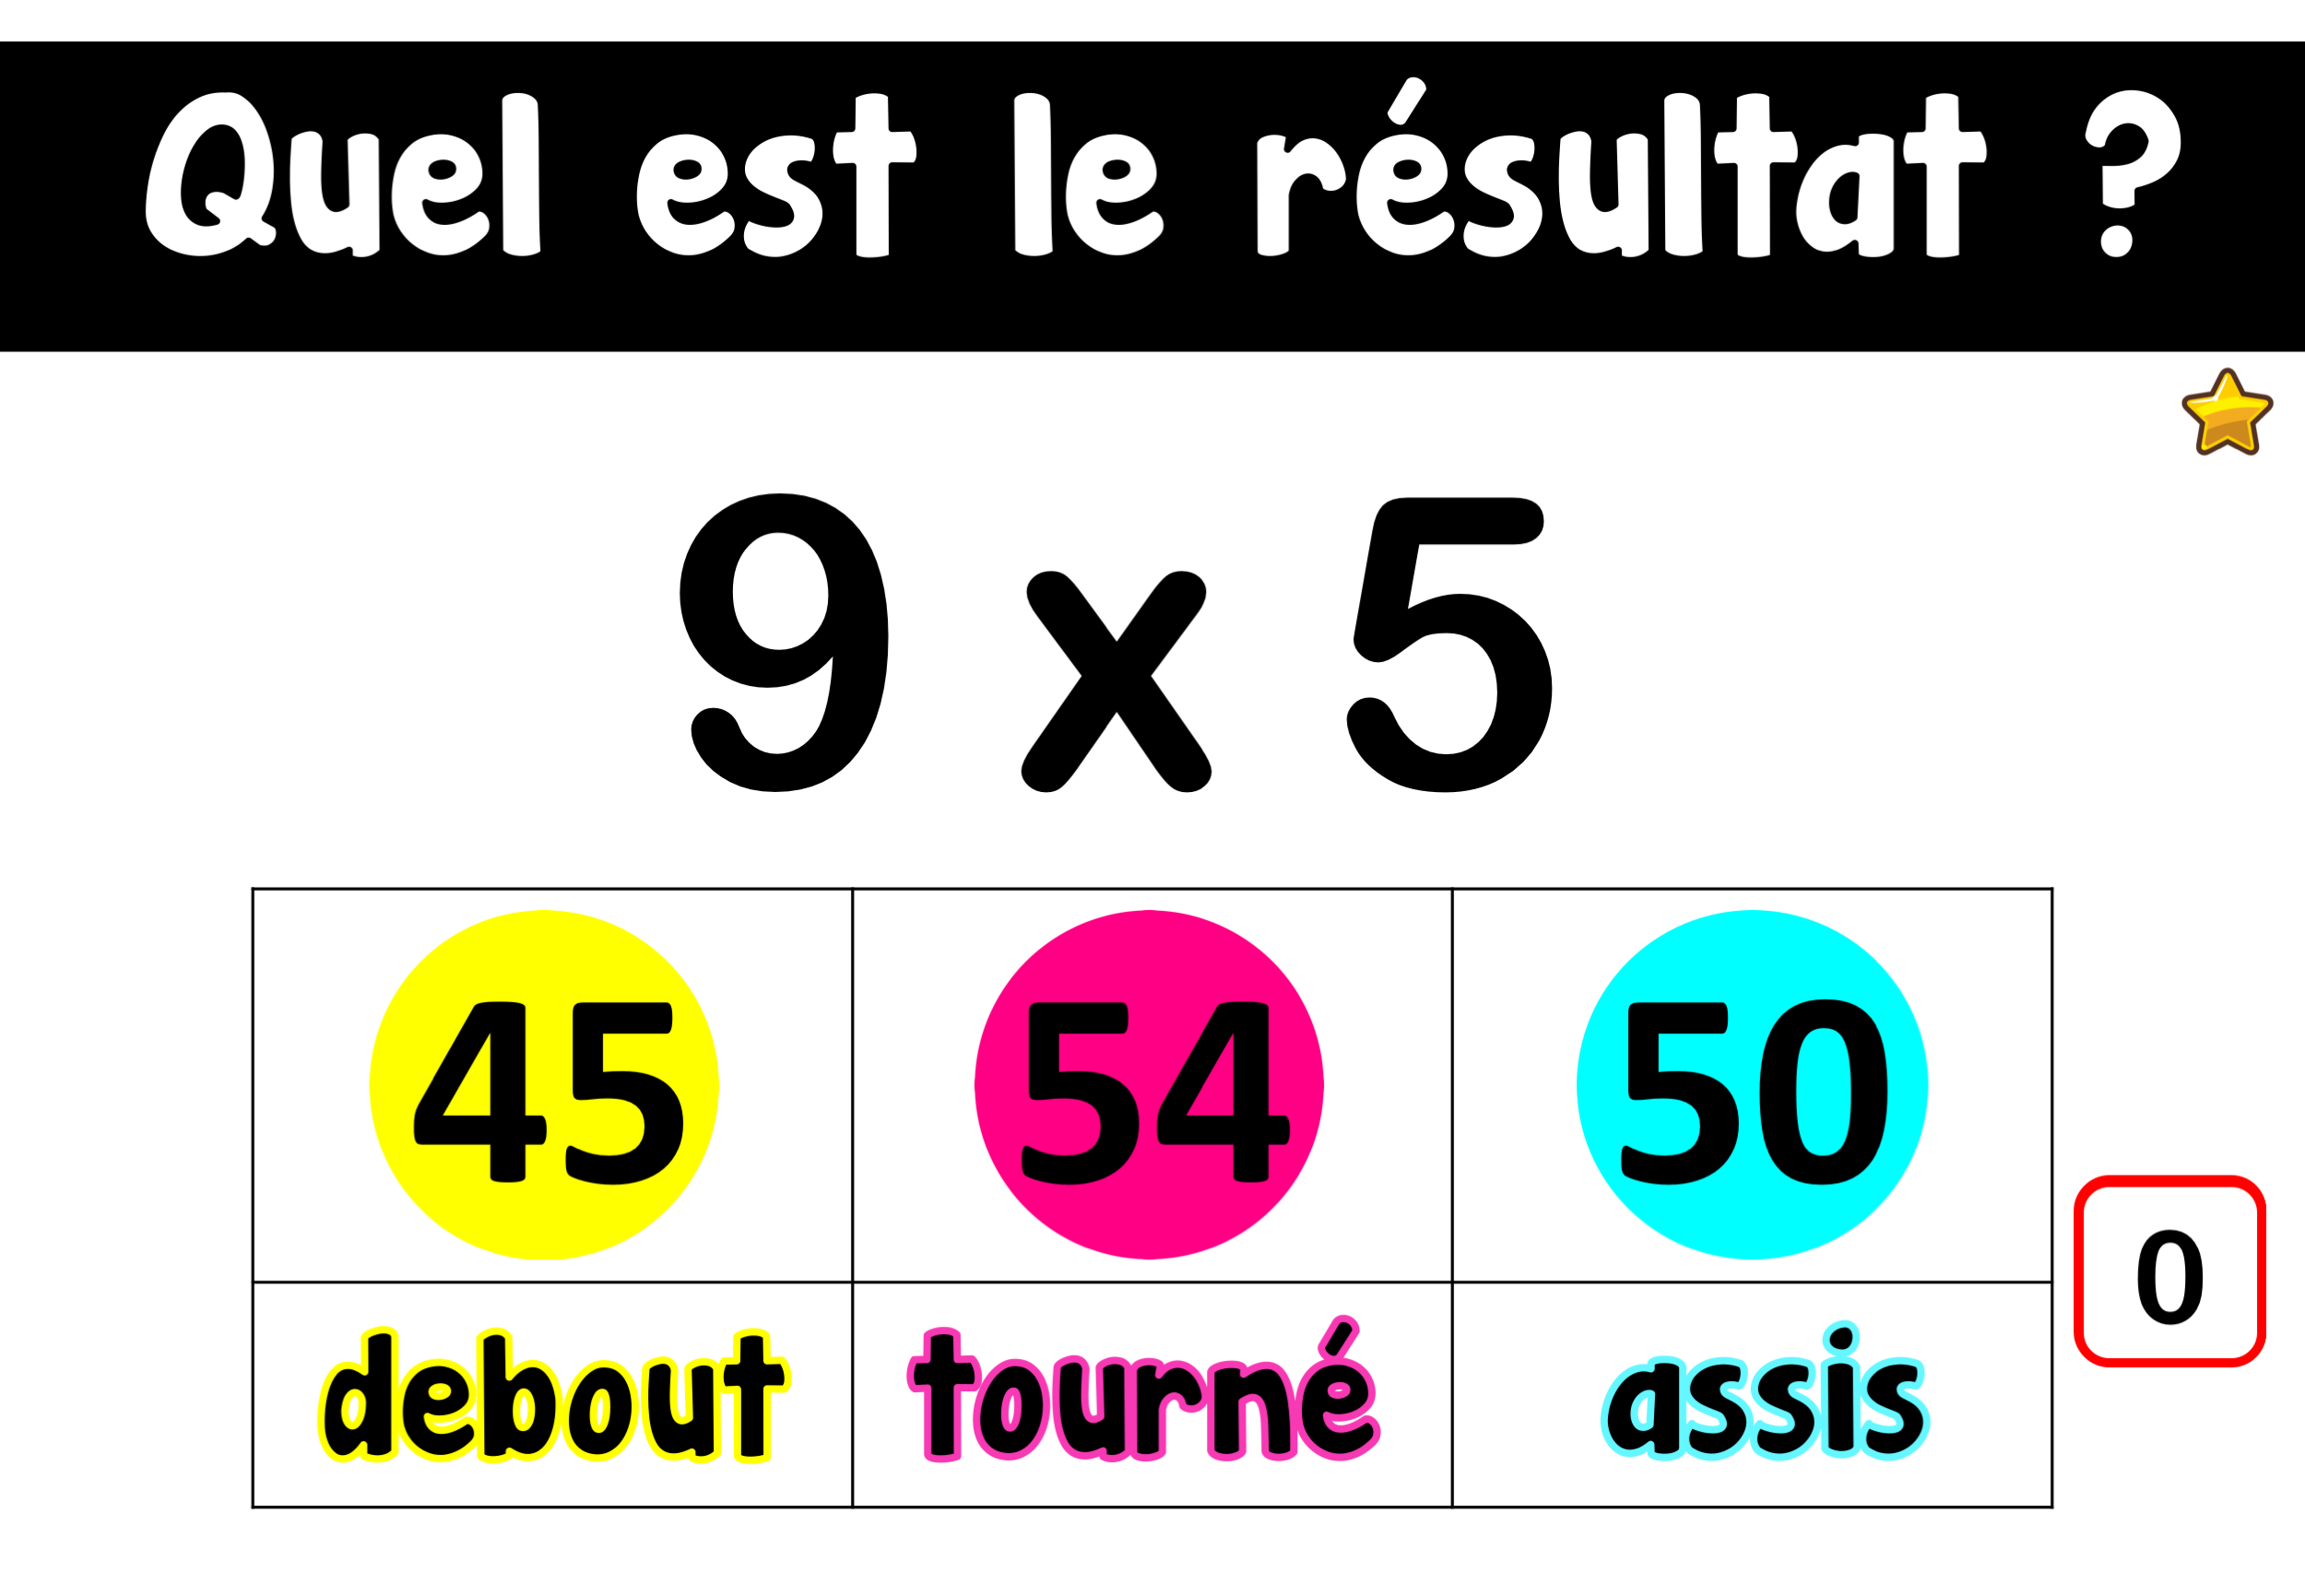 Quel est le résultat ?
9 x 5
45 54 50
0
debout tourné assis